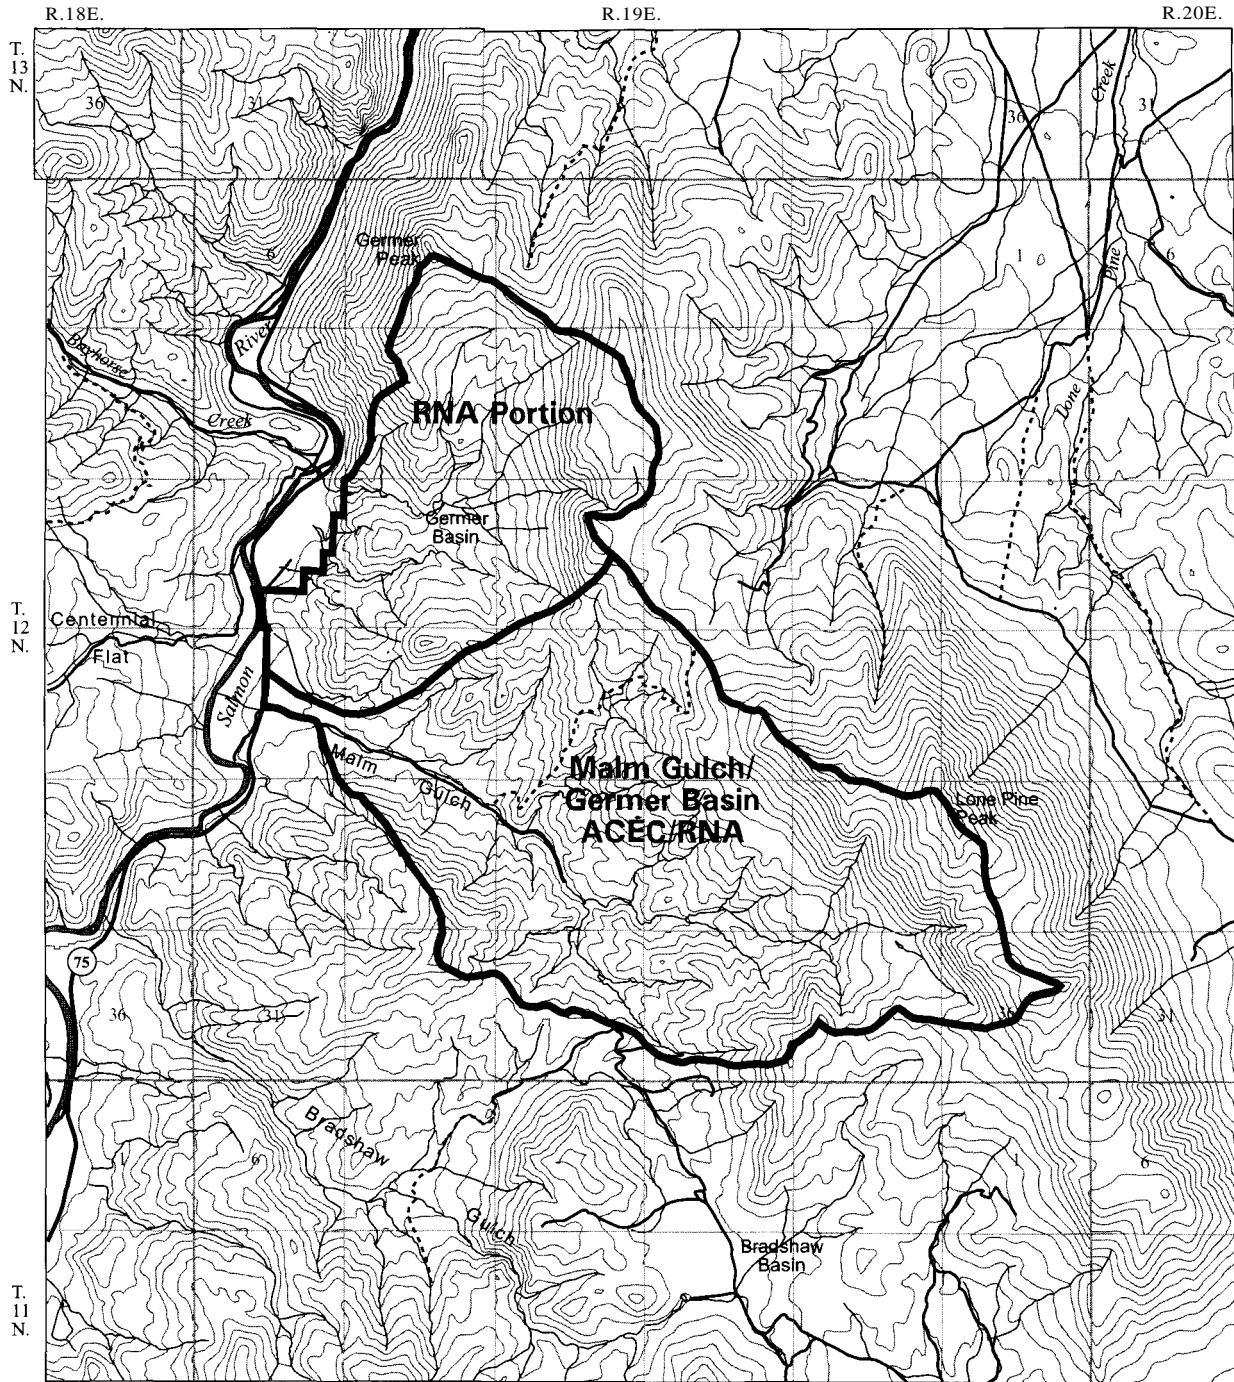 R.18E.
R.19E.
R.20E.
T.
13
N.
36
31
36
Creek
31
Germer
Peak
6
1
Pine
6
River
Bayhorse
Creek
Lone
RNA Portion
Germer
Basin
T.
12
N.
Centennial
Flat
Salmon
Malm
Gulch
Malm Gulch/
Germer Basin
ACEC/RNA
Lone Pine
Peak
75
36
31
36
31
Bradshaw
Gulch
1
6
1
6
Bradshaw
Basin
T.
11
N.